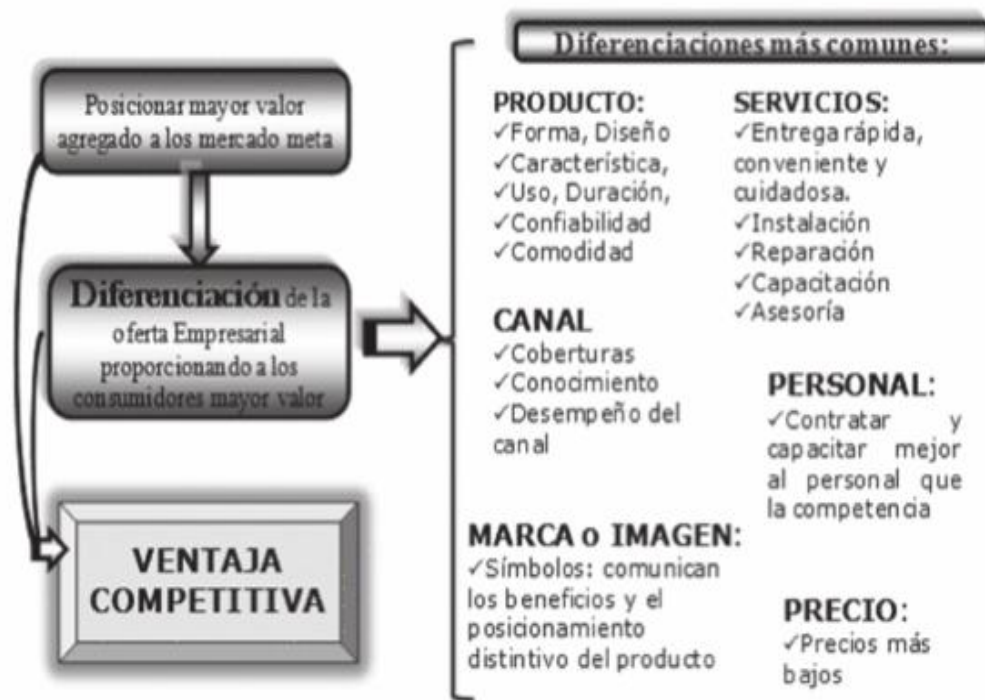 Posicionar mayor valor
agregado a los mercado meta
Diferenciación de la
oferta Empresarial
proporcionando a los
consumidores mayor valor
VENTAJA
COMPETITIVA
Diferenciaciones más comunes:
PRODUCTO:
✓Forma, Diseño
✓Característica,
✓Uso, Duración,
✓Confiabilidad
✓Comodidad
SERVICIOS:
✓Entrega rápida,
conveniente y
cuidadosa.
✓Instalación
✓Reparación
✓Capacitación
✓Asesoría
CANAL
✓Coberturas
✓Conocimiento
✓Desempeño del
canal
PERSONAL:
✓Contratar y
capacitar mejor
al personal que
la competencia
MARCA o IMAGEN:
✓Símbolos: comunican
los beneficios y el
posicionamiento
distintivo del producto
PRECIO:
✓Precios más
bajos